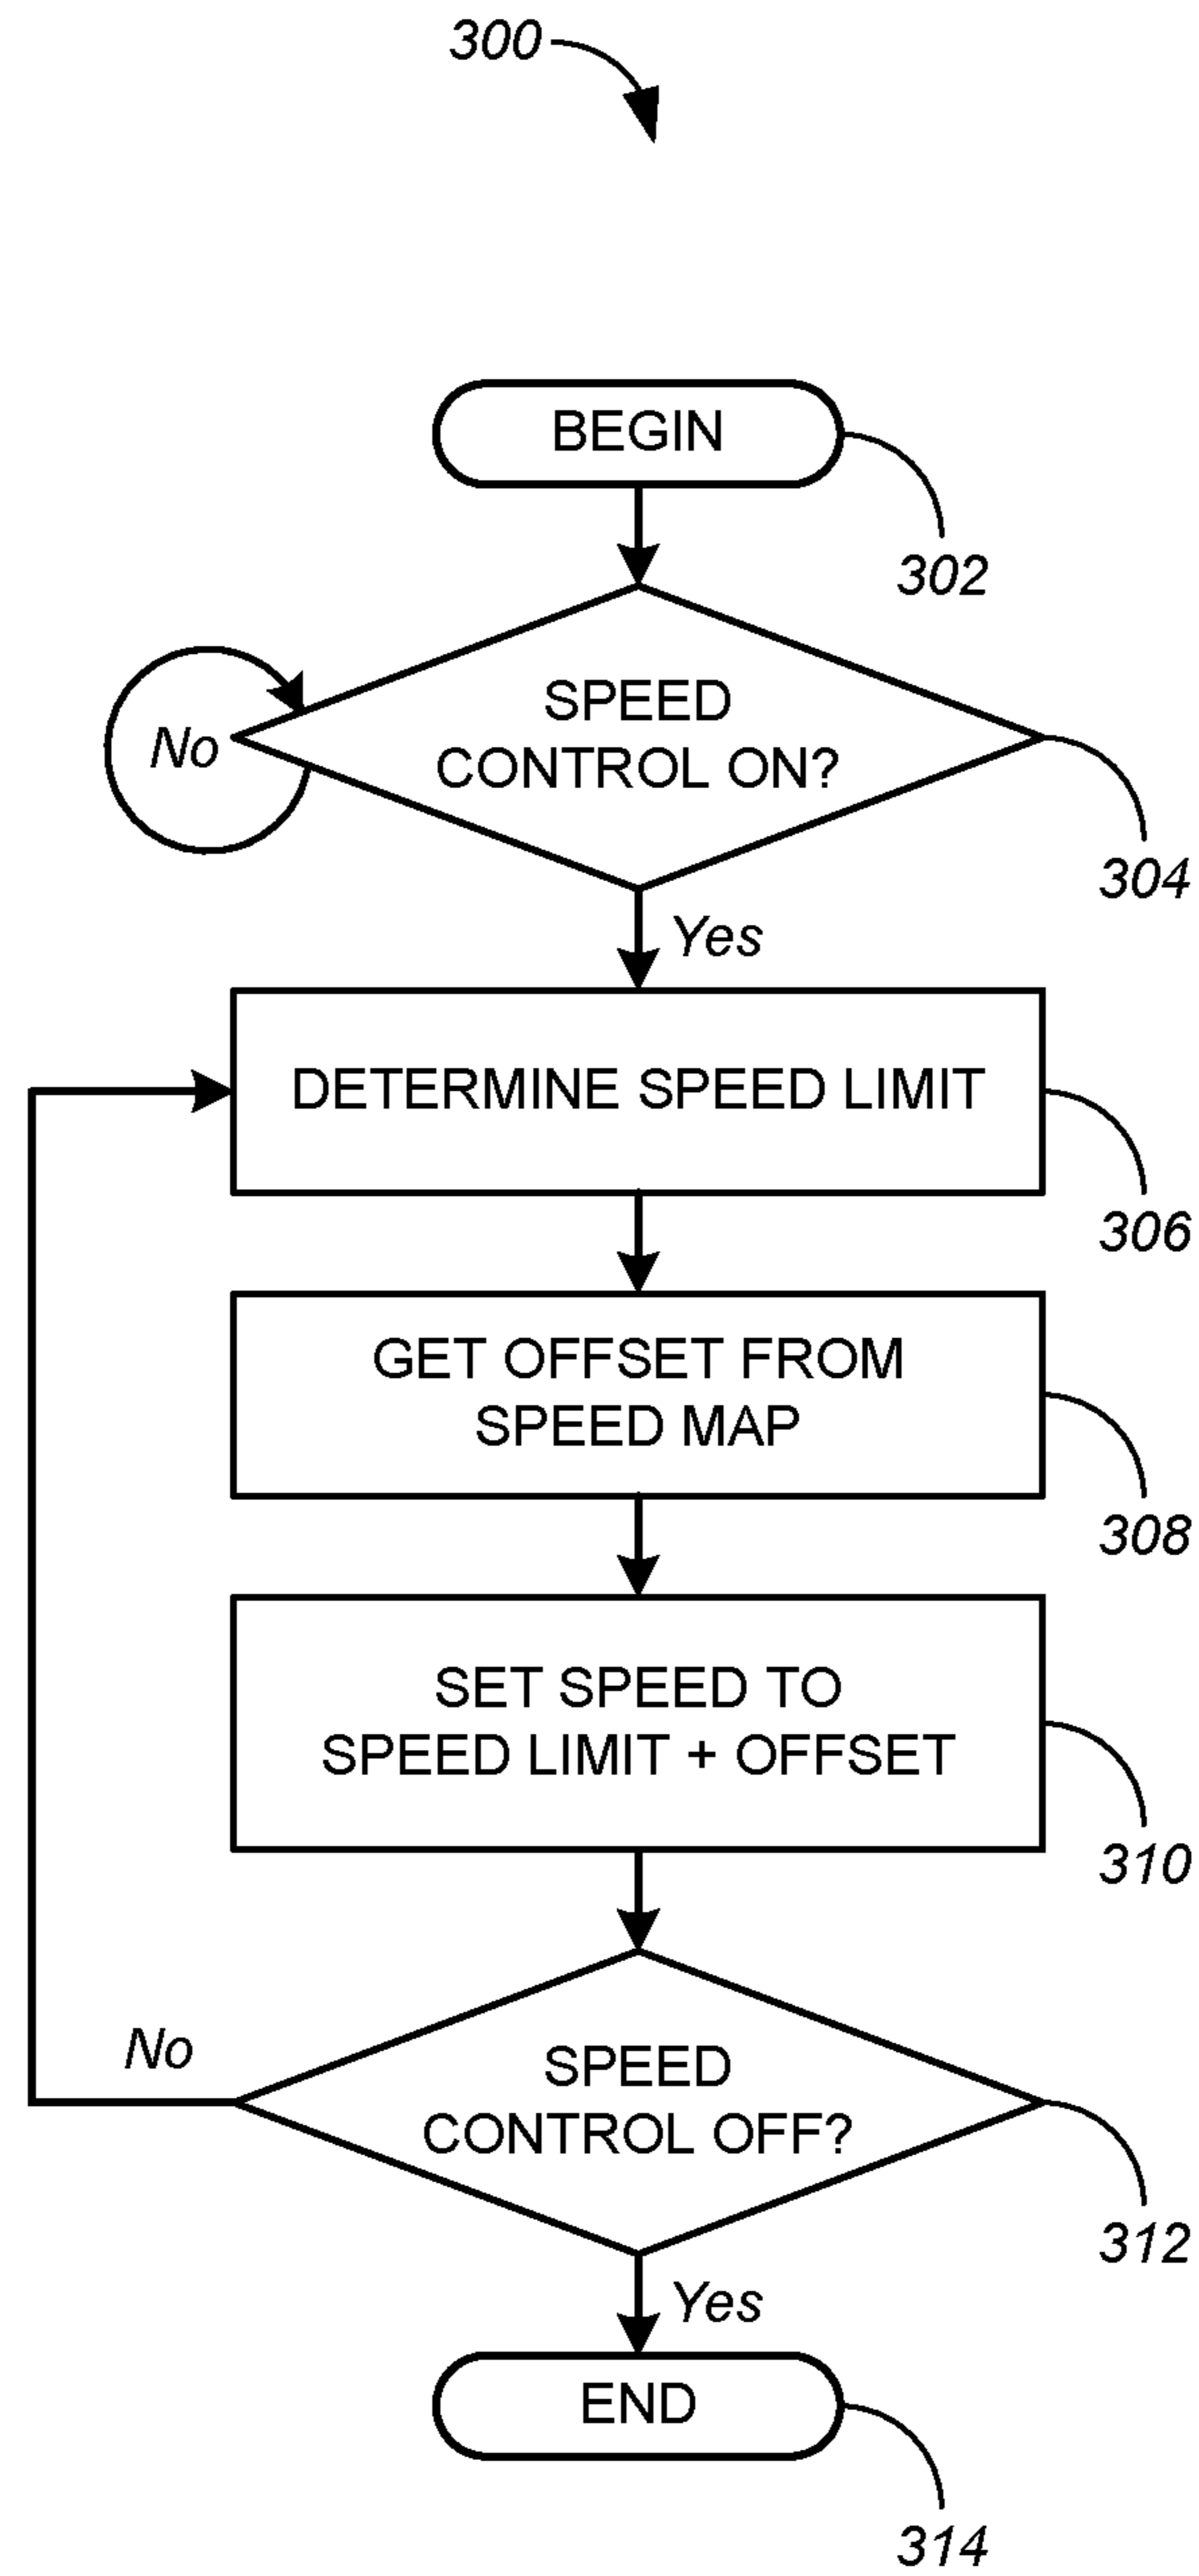 300
BEGIN
302
SPEED
CONTROL ON?
No
304
Yes
DETERMINE SPEED LIMIT
306
GET OFFSET FROM
SPEED MAP
308
SET SPEED TO
SPEED LIMIT + OFFSET
310
No
SPEED
CONTROL OFF?
312
Yes
END
314